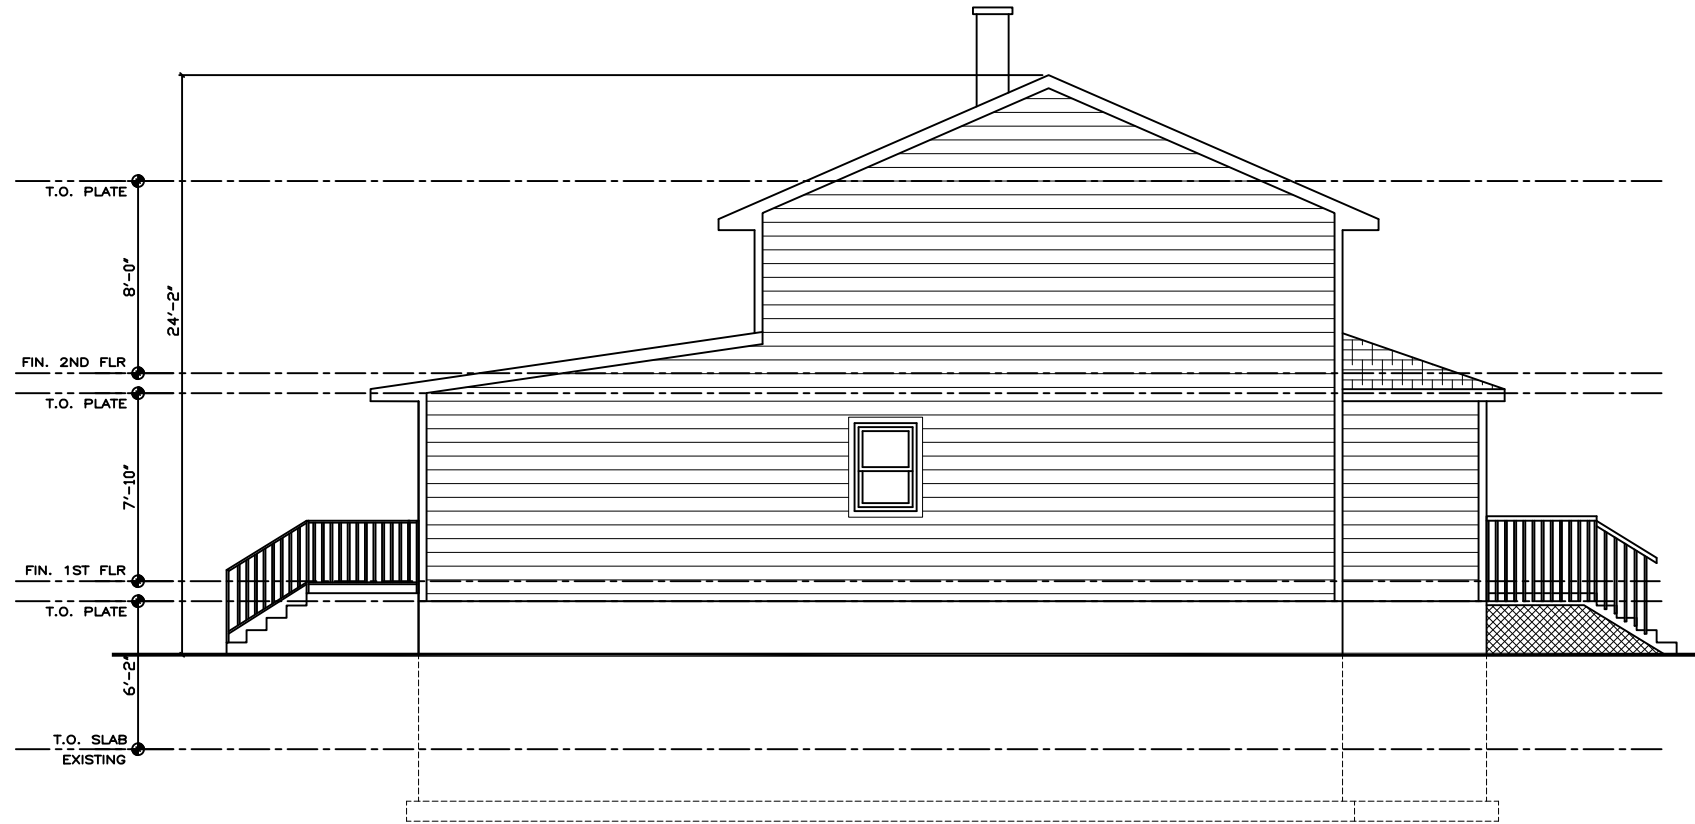 T.O. PLATE
8'-0"
24'-2"
FIN. 2ND FLR
T.O. PLATE
7'-10"
FIN. 1ST FLR
T.O. PLATE
6'-2"
T.O. SLAB
EXISTING